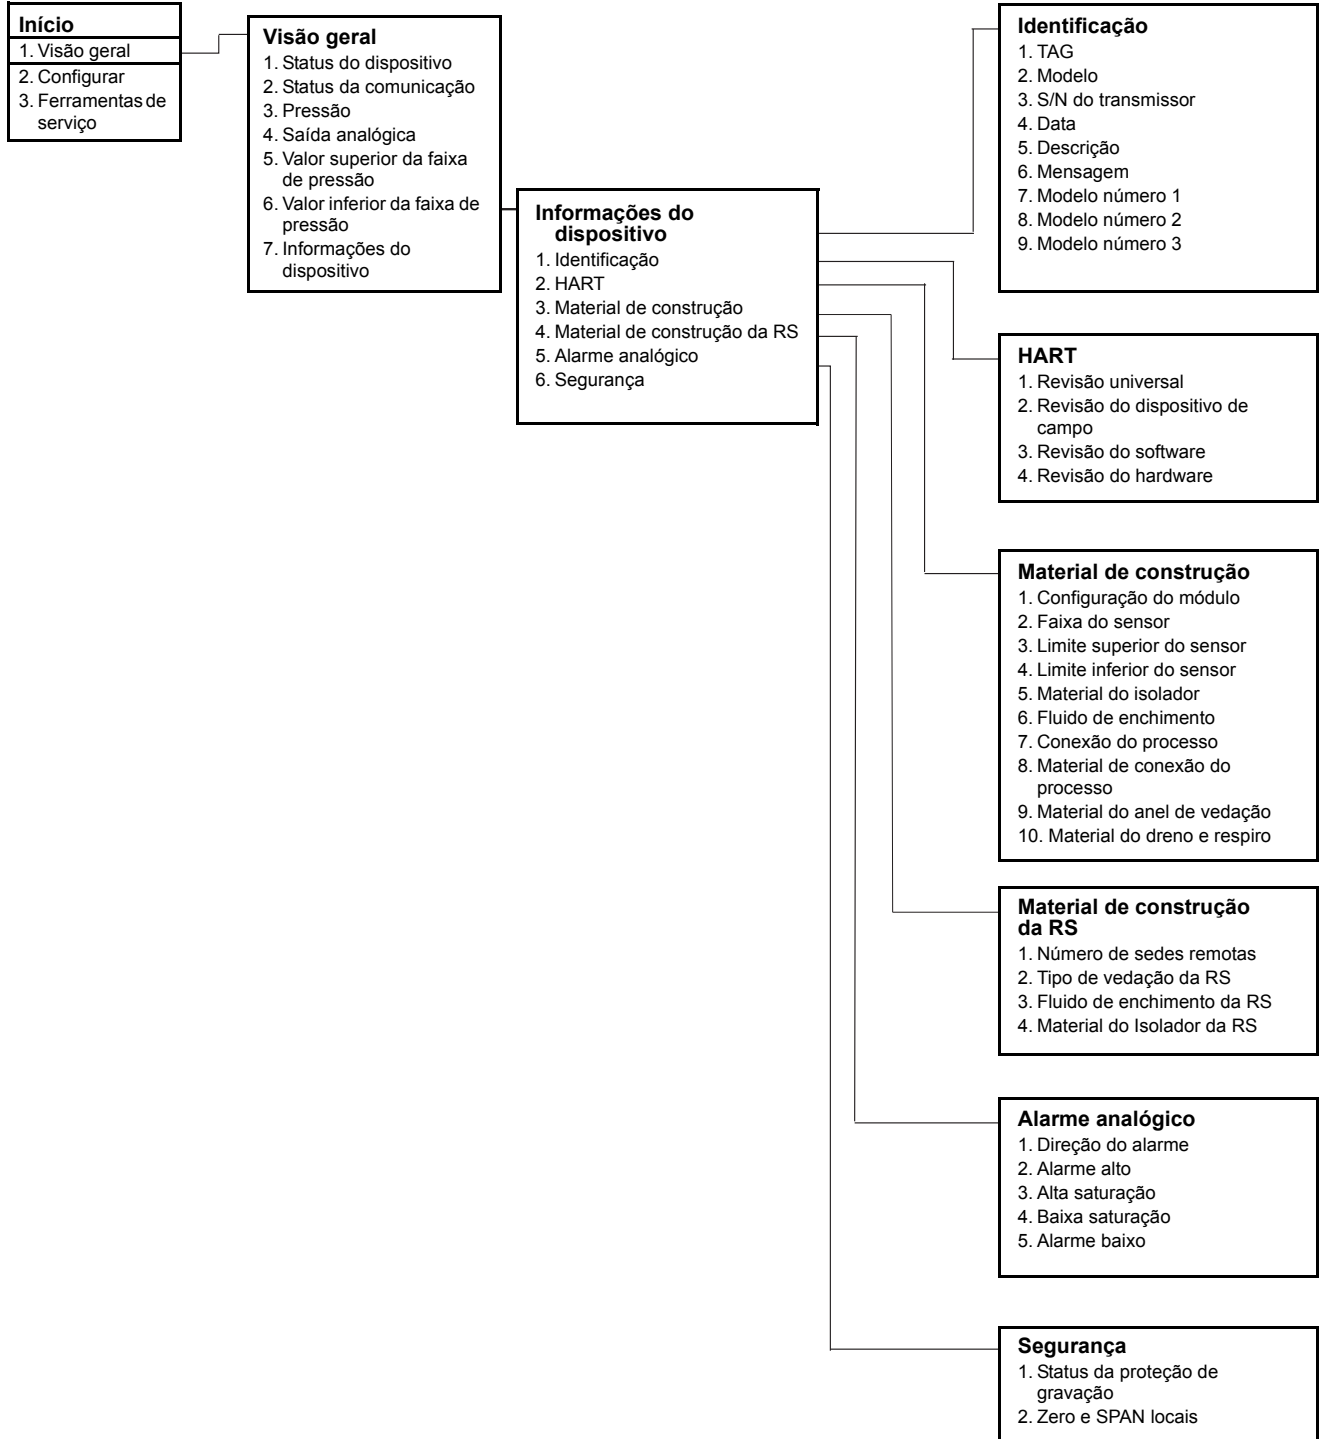 Início
1. Visão geral
2. Configurar
3. Ferramentas de
serviço
Visão geral
1. Status do dispositivo
2. Status da comunicação
3. Pressão
4. Saída analógica
5. Valor superior da faixa
de pressão
6. Valor inferior da faixa de
pressão
7. Informações do
dispositivo
Informações do
dispositivo
1. Identificação
2. HART
3. Material de construção
4. Material de construção da RS
5. Alarme analógico
6. Segurança
Identificação
1. TAG
2. Modelo
3. S/N do transmissor
4. Data
5. Descrição
6. Mensagem
7. Modelo número 1
8. Modelo número 2
9. Modelo número 3
HART
1. Revisão universal
2. Revisão do dispositivo de
campo
3. Revisão do software
4. Revisão do hardware
Material de construção
1. Configuração do módulo
2. Faixa do sensor
3. Limite superior do sensor
4. Limite inferior do sensor
5. Material do isolador
6. Fluido de enchimento
7. Conexão do processo
8. Material de conexão do
processo
9. Material do anel de vedação
10. Material do dreno e respiro
Material de construção
da RS
1. Número de sedes remotas
2. Tipo de vedação da RS
3. Fluido de enchimento da RS
4. Material do Isolador da RS
Alarme analógico
1. Direção do alarme
2. Alarme alto
3. Alta saturação
4. Baixa saturação
5. Alarme baixo
Segurança
1. Status da proteção de
gravação
2. Zero e SPAN locais